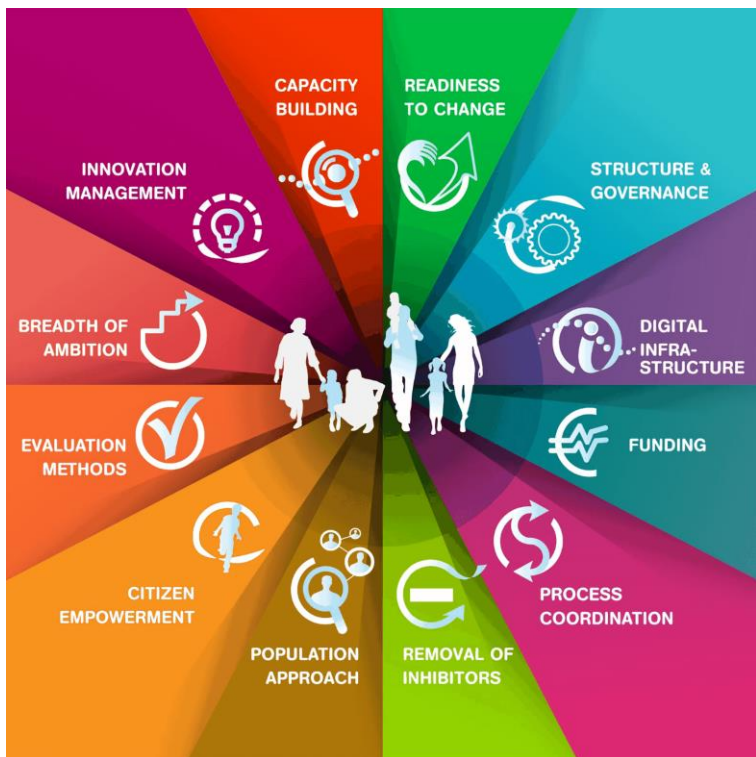 CAPACITY
BUILDING
READINESS
TO CHANGE
STRUCTURE &
GOVERNANCE
DIGITAL
INFRA-
STRUCTURE
FUNDING
PROCESS
COORDINATION
REMOVAL OF
INHIBITORS
POPULATION
APPROACH
CITIZEN
EMPOWERMENT
EVALUATION
METHODS
BREADTH OF
AMBITION
INNOVATION
MANAGEMENT